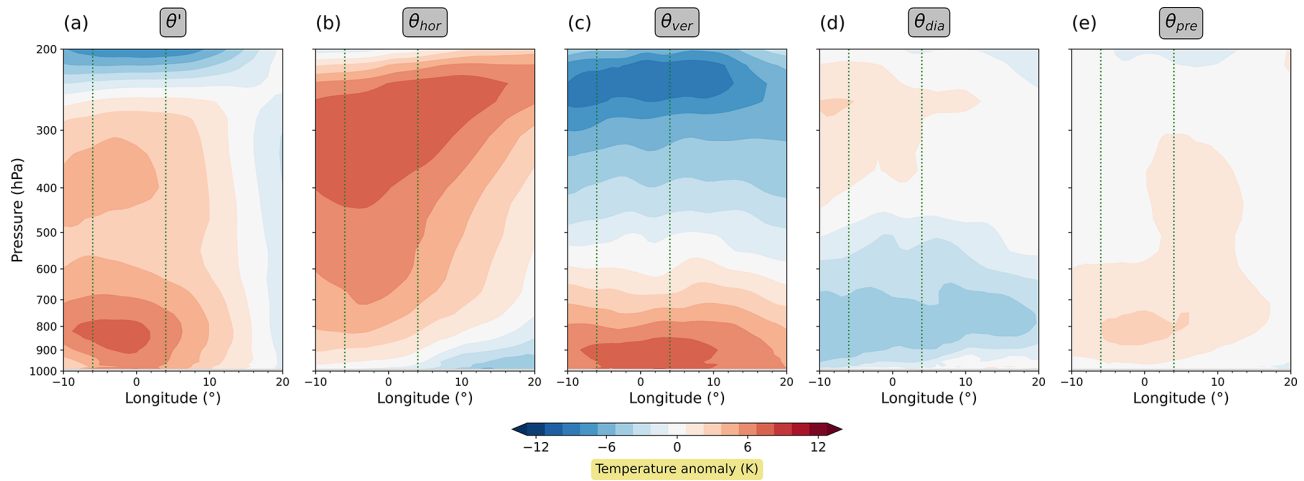 (a) θ' (b) θhor (c) θver (d) θdia (e) θpre
200
300
400
500
600
700
800
900
1000
Pressure (hPa)
−10 0 10 20 −10 0 10 20 −10 0 10 20 −10 0 10 20 −10 0 10 20
Longitude (°) Longitude (°) Longitude (°) Longitude (°) Longitude (°)
−12 −6 0 6 12
Temperature anomaly (K)